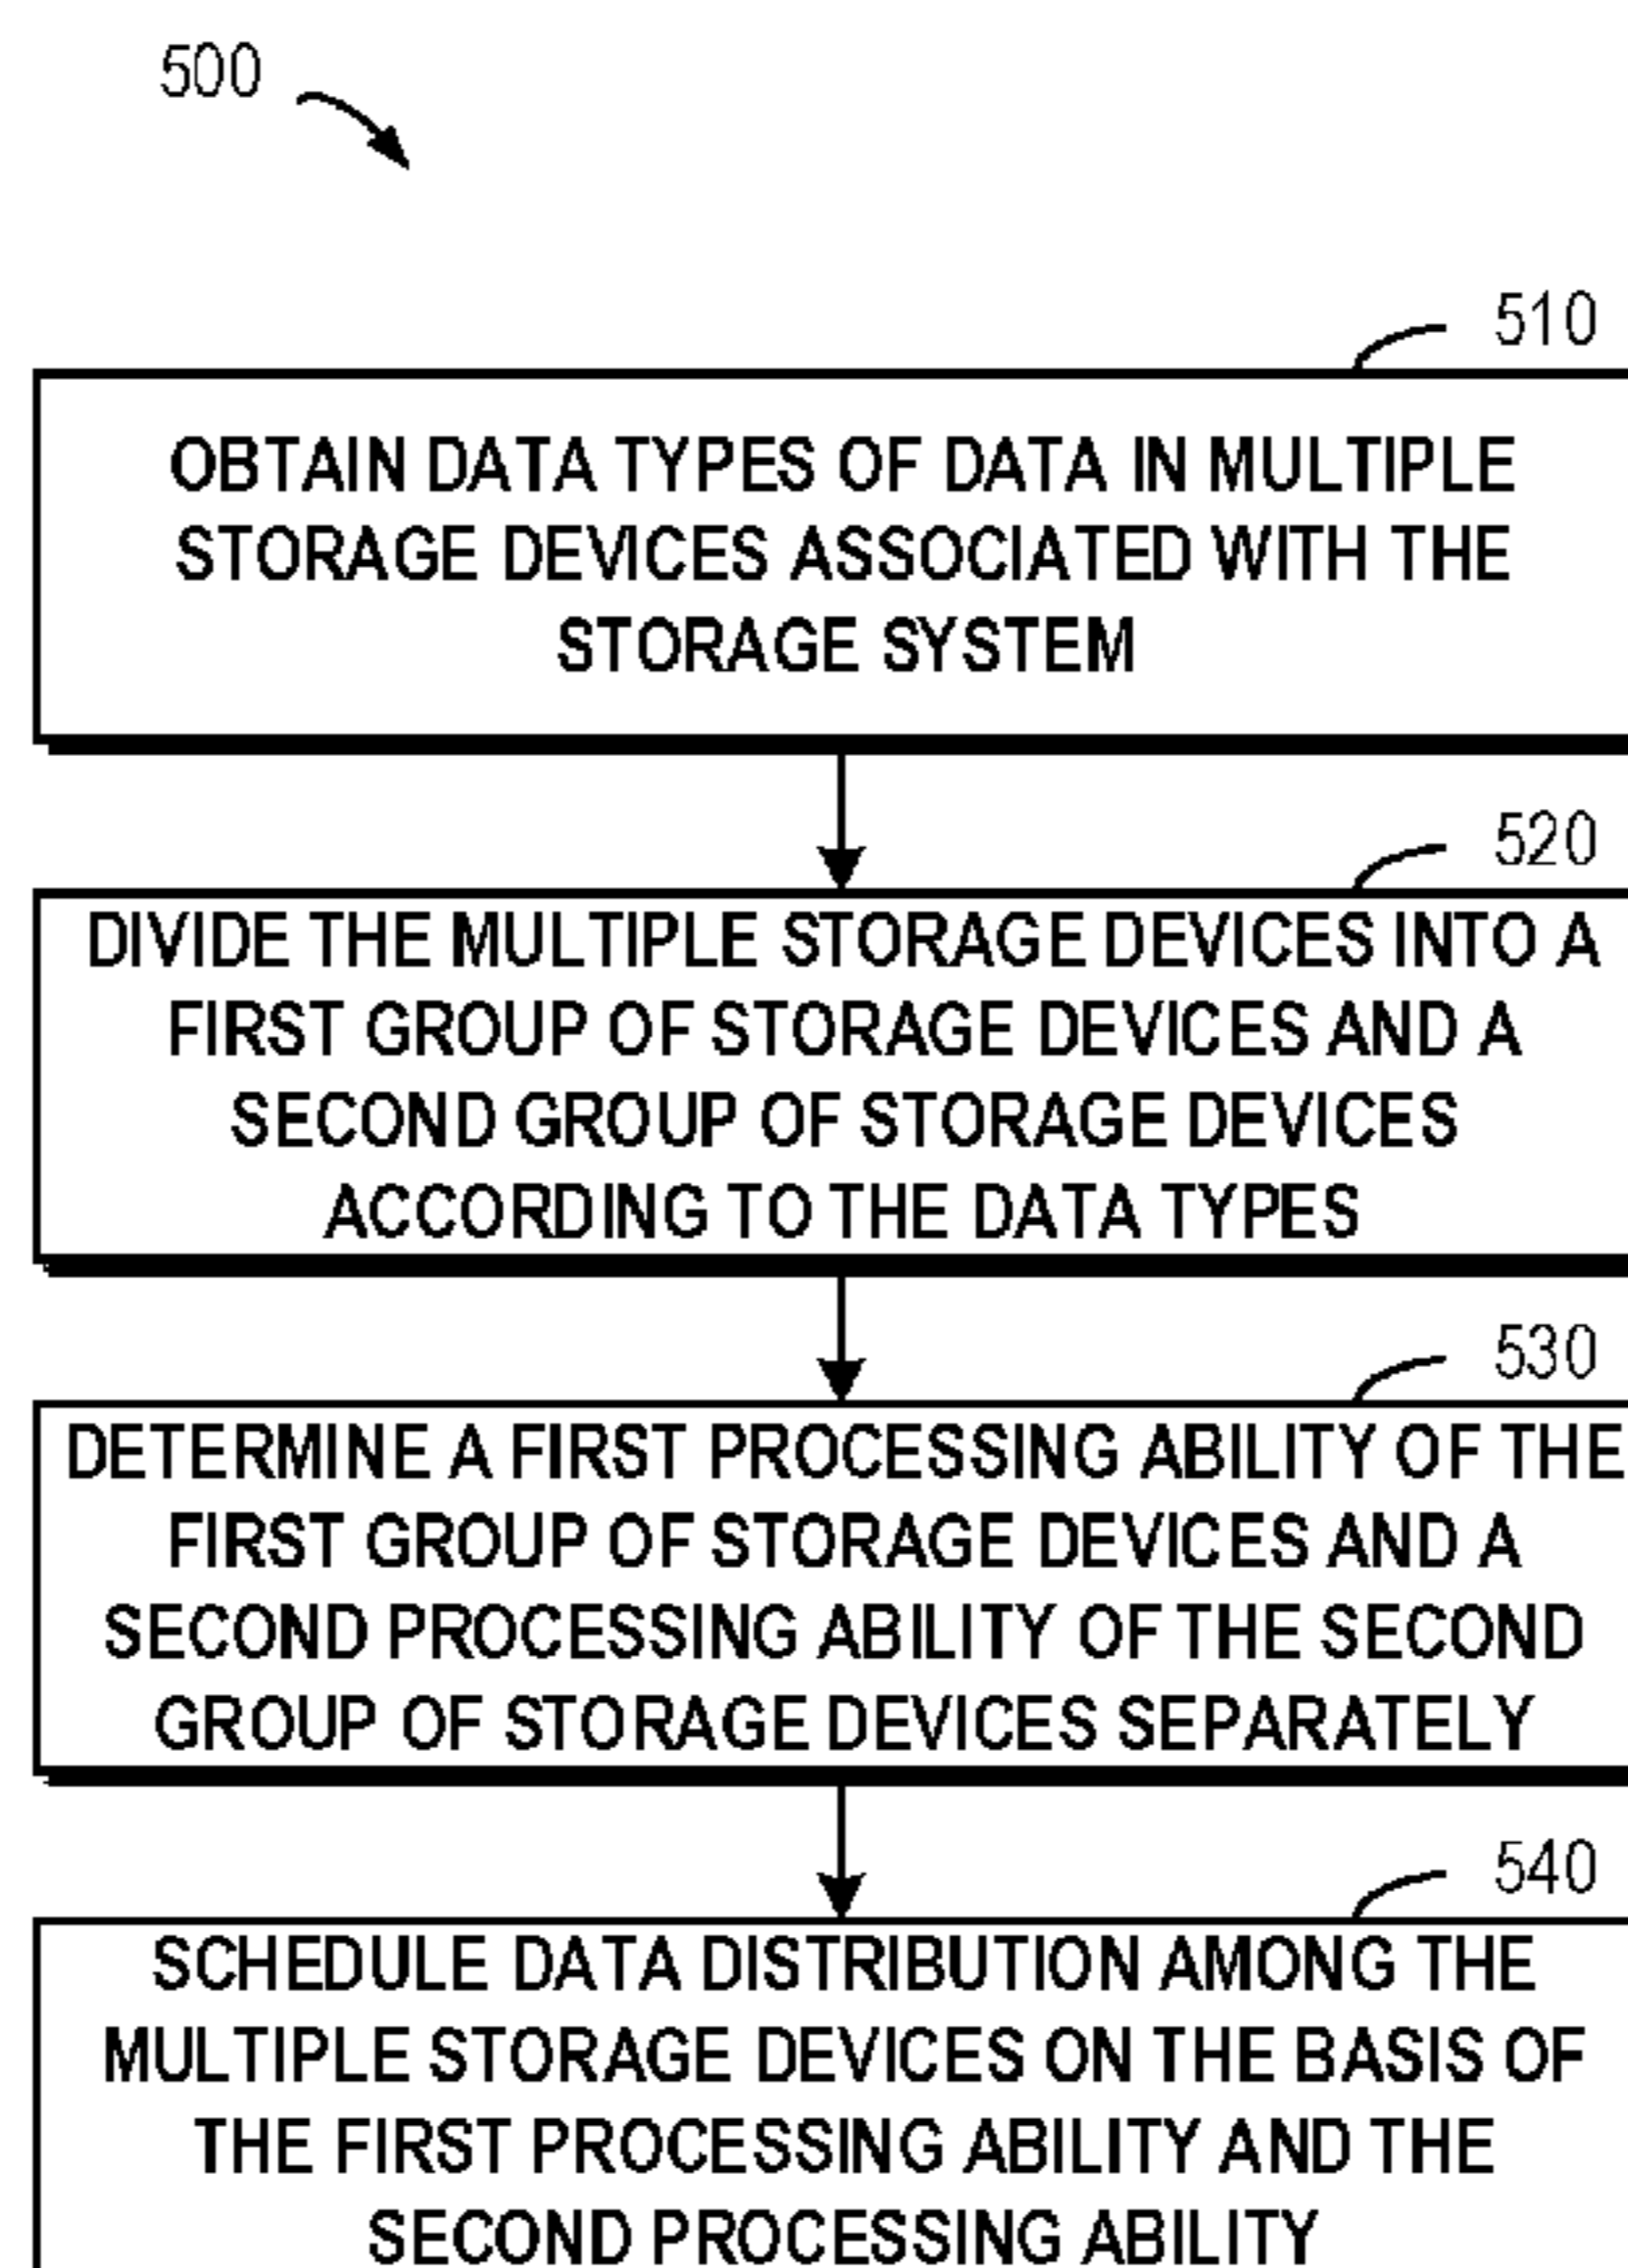 500
510
OBTAIN DATA TYPES OF DATA IN MULTIPLE
STORAGE DEVICES ASSOCIATED WITH THE
STORAGE SYSTEM
520
DIVIDE THE MULTIPLE STORAGE DEVICES INTO A
FIRST GROUP OF STORAGE DEVICES AND A
SECOND GROUP OF STORAGE DEVICES
ACCORDING TO THE DATA TYPES
530
DETERMINE A FIRST PROCESSING ABILITY OF THE
FIRST GROUP OF STORAGE DEVICES AND A
SECOND PROCESSING ABILITY OF THE SECOND
GROUP OF STORAGE DEVICES SEPARATELY
540
SCHEDULE DATA DISTRIBUTION AMONG THE
MULTIPLE STORAGE DEVICES ON THE BASIS OF
THE FIRST PROCESSING ABILITY AND THE
SECOND PROCESSING ABILITY